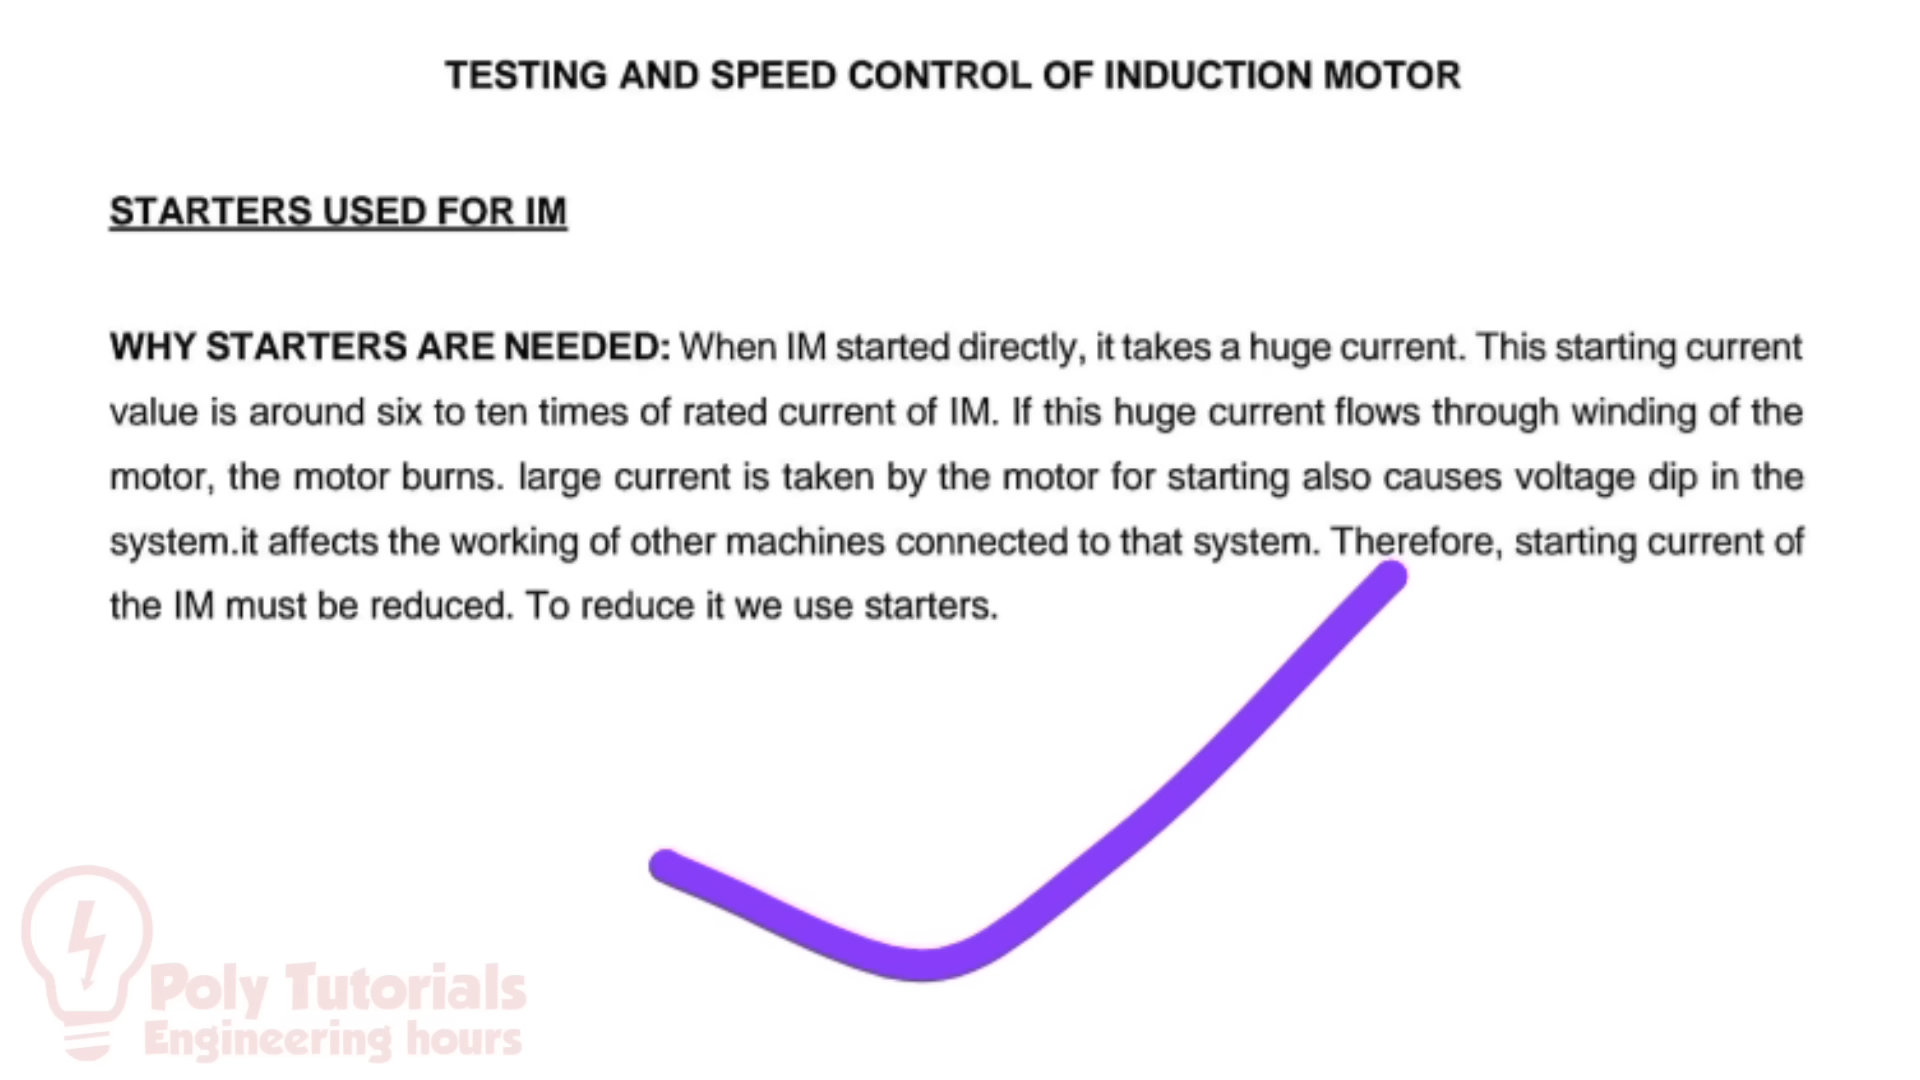 TESTING AND SPEED CONTROL OF INDUCTION MOTOR
STARTERS USED FOR IM
WHY STARTERS ARE NEEDED: When IM started directly, it takes a huge current. This starting current
value is around six to ten times of rated current of IM. If this huge current flows through winding of the
motor, the motor burns. large current is taken by the motor for starting also causes voltage dip in the
system.it affects the working of other machines connected to that system. Therefore, starting current of
the IM must be reduced. To reduce it we use starters.
Poly Tutorials
Engineering hours